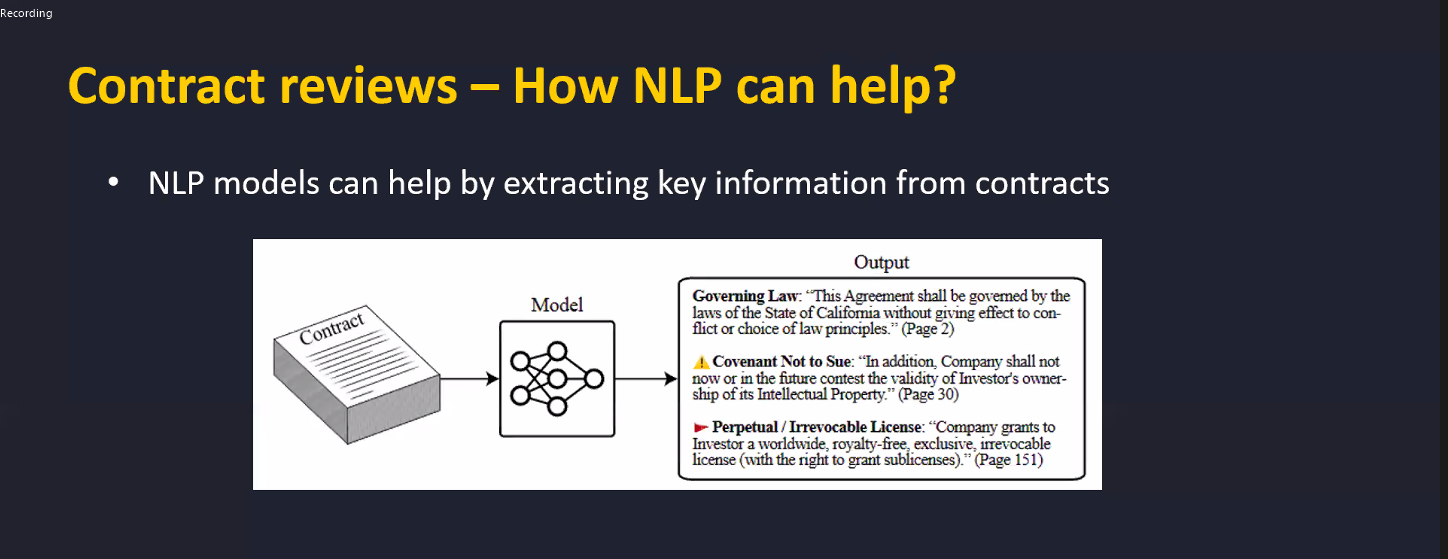 Recording
Contract reviews – How NLP can help?
• NLP models can help by extracting key information from contracts
Contract
Model
Output
Governing Law: “This Agreement shall be governed by the
laws of the State of California without giving effect to con-
flict or choice of law principles.” (Page 2)
⚠ Covenant Not to Sue: “In addition, Company shall not
now or in the future contest the validity of Investor's owner-
ship of its Intellectual Property.” (Page 30)
Perpetual / Irrevocable License: “Company grants to
Investor a worldwide, royalty-free, exclusive, irrevocable
license (with the right to grant sublicenses).” (Page 151)